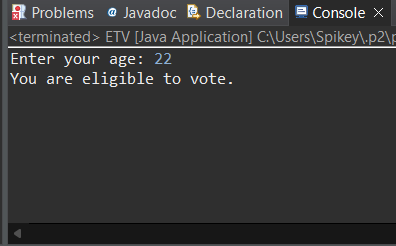 Problems @ Javadoc Declaration Console
<terminated> ETV [Java Application] C:\Users\Spikey\.p2\p
Enter your age: 22
You are eligible to vote.